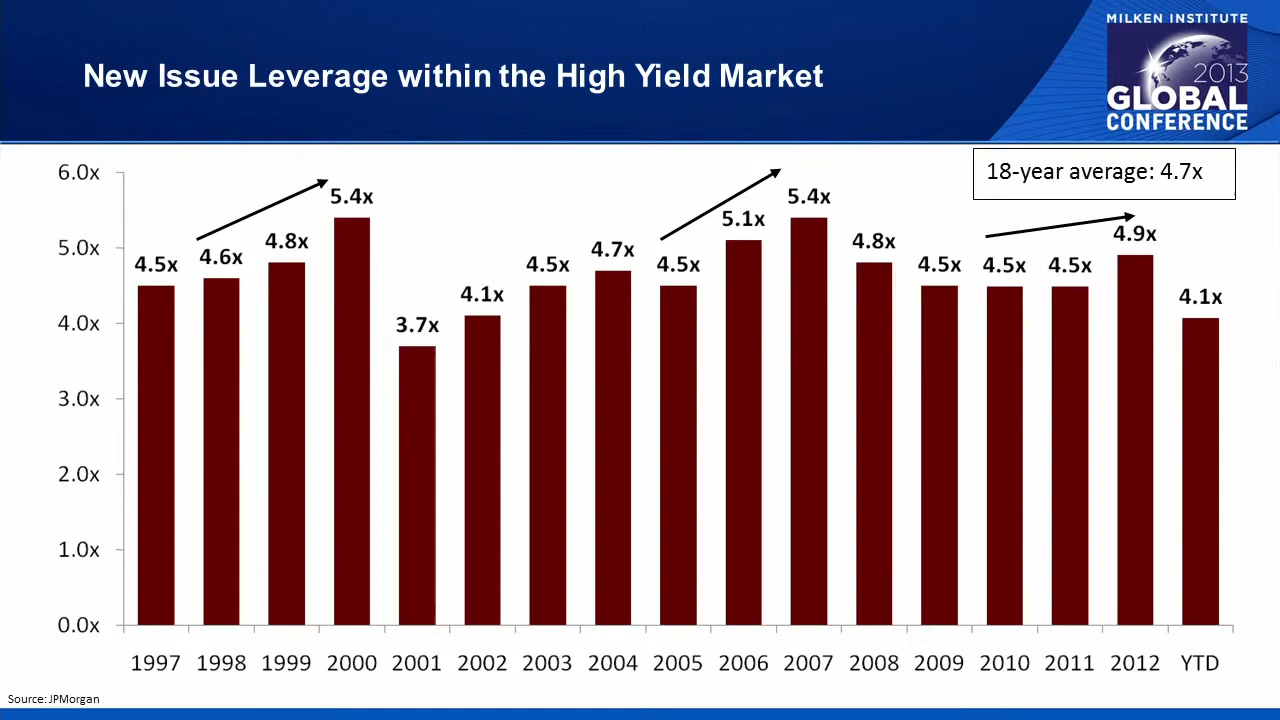 MILKEN INSTITUTE
2013
GLOBAL
CONFERENCE
New Issue Leverage within the High Yield Market
18-year average: 4.7x
6.0x
5.0x
4.0x
3.0x
2.0x
1.0x
0.0x
4.5x
4.6x
4.8x
5.4x
3.7x
4.1x
4.5x
4.7x
4.5x
5.1x
5.4x
4.8x
4.5x
4.5x
4.5x
4.9x
4.1x
1997 1998 1999 2000 2001 2002 2003 2004 2005 2006 2007 2008 2009 2010 2011 2012 YTD
Source: JPMorgan